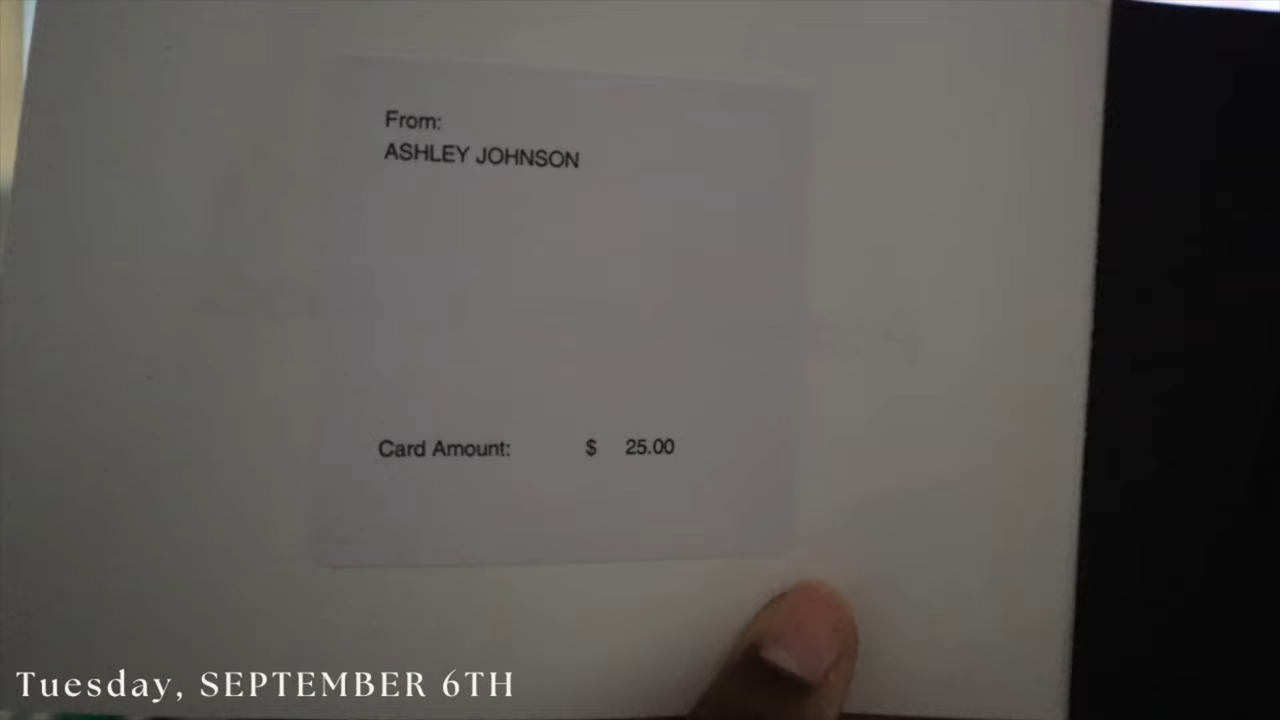 From:
ASHLEY JOHNSON
Card Amount: $ 25.00
Tuesday, SEPTEMBER 6TH